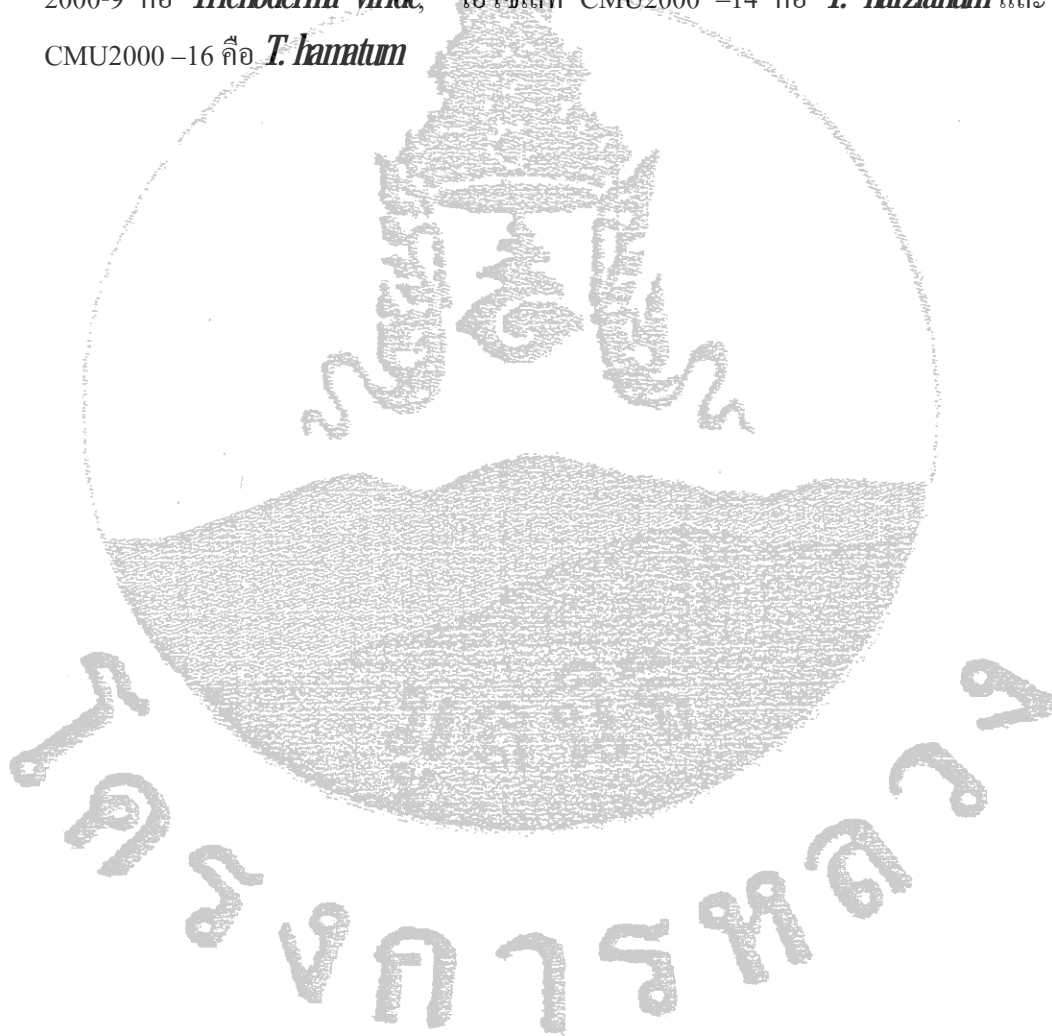 2000-9 คือ Trichoderma viride, ไอโซเลท CMU2000 –14 คือ T. harzianum และ
CMU2000 –16 คือ T. hamatum
โครงการหลวง